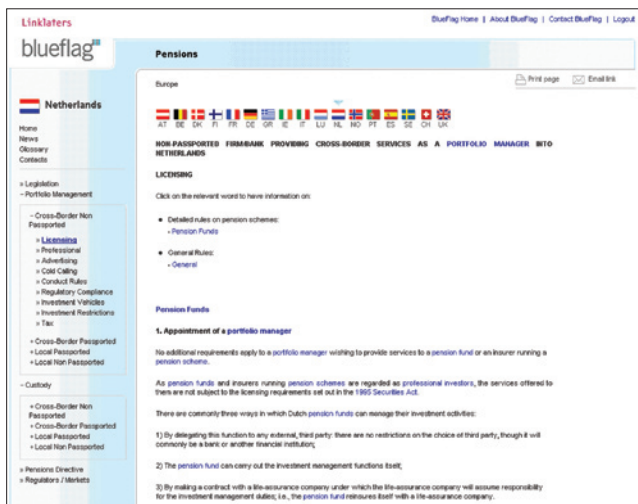 Linklaters
BlueFlag Home | About BlueFlag | Contact BlueFlag | Logout
blueflag
Pensions
Print page
Email link
Europe
Netherlands
AT BE DK FI FR DE GR IE IT LU NL NO PT ES SE CH UK
Home
News
Glossary
Contacts
NON-PASSPORTED FIRM/BANK PROVIDING CROSS-BORDER SERVICES AS A PORTFOLIO MANAGER INTO
NETHERLANDS
LICENSING
» Legislation
– Portfolio Management
Click on the relevant word to have information on:
– Cross-Border Non
Passported
» Licensing
» Professional
» Advertising
» Cold Calling
» Conduct Rules
» Regulatory Compliance
» Investment Vehicles
» Investment Restrictions
» Tax
+ Cross-Border Passported
+ Local Passported
+ Local Non Passported
– Custody
+ Cross-Border Non
Passported
+ Cross-Border Passported
+ Local Passported
+ Local Non Passported
» Pensions Directive
» Regulators / Markets
• Detailed rules on pension schemes:
- Pension Funds
• General Rules:
- General
Pension Funds
1. Appointment of a portfolio manager
No additional requirements apply to a portfolio manager wishing to provide services to a pension fund or an insurer running a
pension scheme.
As pension funds and insurers running pension schemes are regarded as professional investors, the services offered to
them are not subject to the licensing requirements set out in the 1995 Securities Act.
There are commonly three ways in which Dutch pension funds can manage their investment activities:
1) By delegating this function to any external, third party: there are no restrictions on the choice of third party, though it will
commonly be a bank or another financial institution;
2) The pension fund can carry out the investment management functions itself;
3) By making a contract with a life-assurance company under which the life-assurance company will assume responsibility
for the investment management duties; i.e., the pension fund reinsures itself with a life-assurance company.